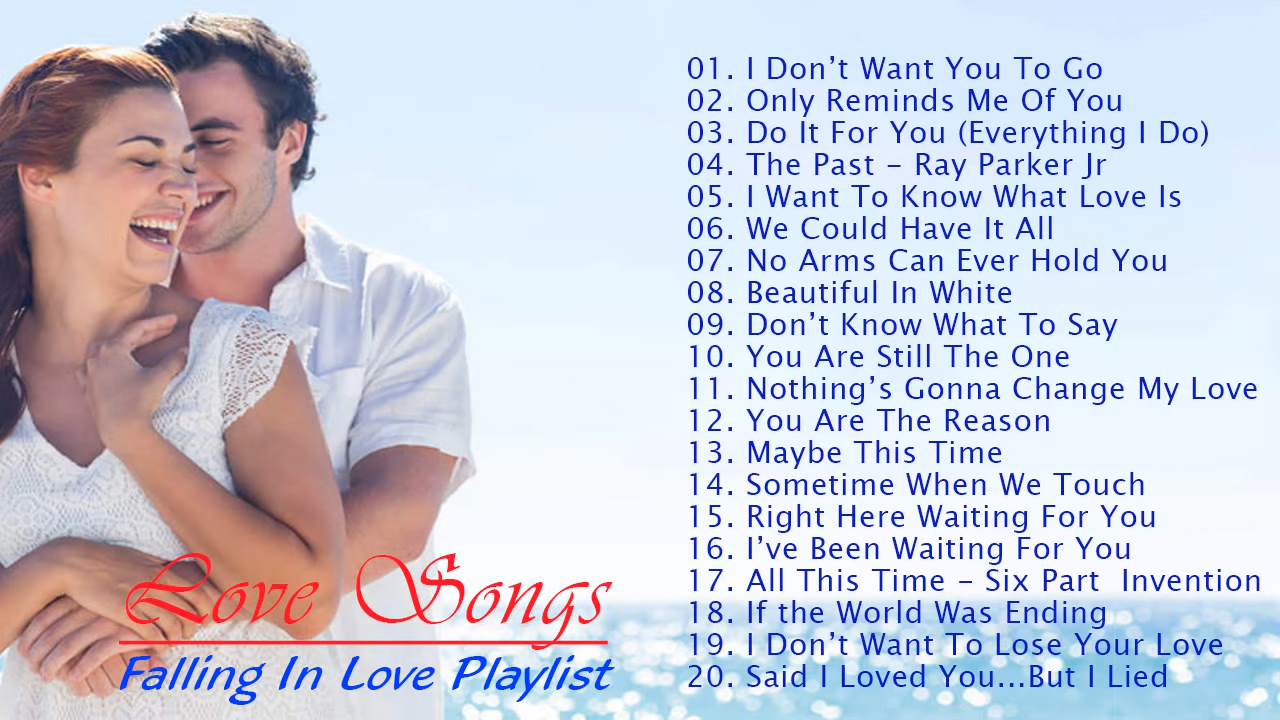 01. I Don’t Want You To Go
02. Only Reminds Me Of You
03. Do It For You (Everything I Do)
04. The Past – Ray Parker Jr
05. I Want To Know What Love Is
06. We Could Have It All
07. No Arms Can Ever Hold You
08. Beautiful In White
09. Don’t Know What To Say
10. You Are Still The One
11. Nothing’s Gonna Change My Love
12. You Are The Reason
13. Maybe This Time
14. Sometime When We Touch
15. Right Here Waiting For You
16. I’ve Been Waiting For You
17. All This Time – Six Part  Invention
18. If the World Was Ending
19. I Don’t Want To Lose Your Love
20. Said I Loved You...But I Lied
Love Songs
Falling In Love Playlist